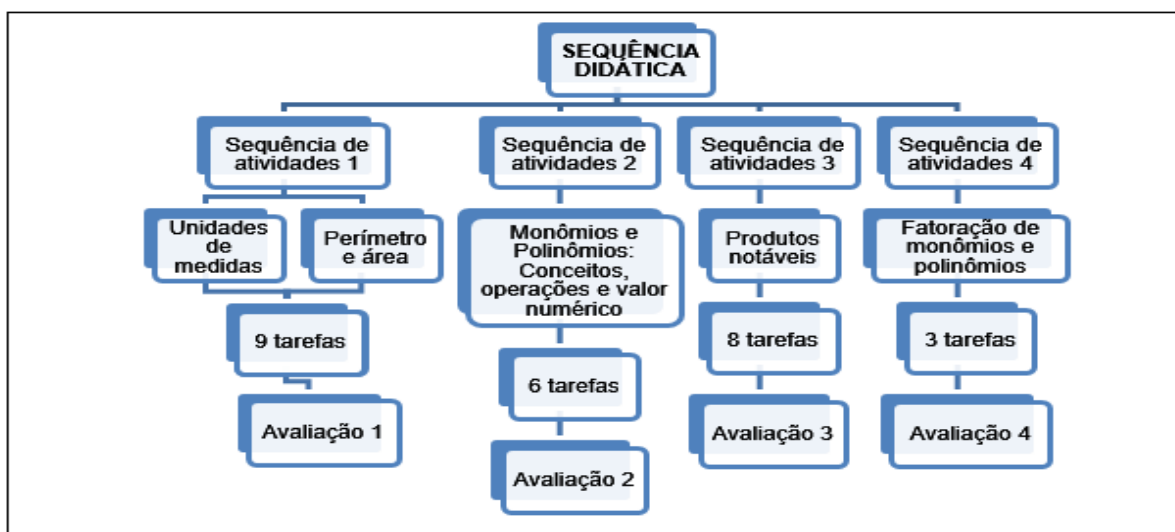 SEQUÊNCIA
DIDÁTICA
Sequência de
atividades 1
Sequência de
atividades 2
Sequência de
atividades 3
Sequência de
atividades 4
Unidades
de
medidas
Perímetro
e área
Monômios e
Polinômios:
Conceitos,
operações e valor
numérico
Produtos
notáveis
Fatoração de
monômios e
polinômios
9 tarefas
6 tarefas
8 tarefas
3 tarefas
Avaliação 1
Avaliação 2
Avaliação 3
Avaliação 4